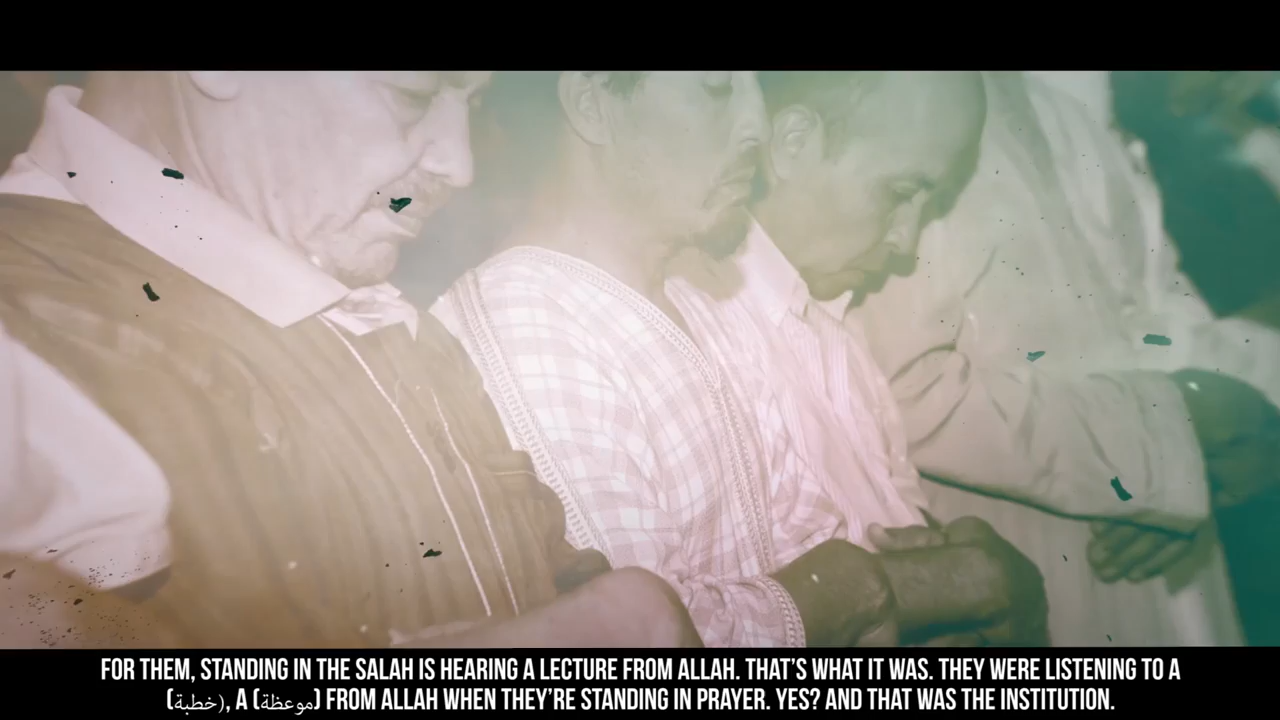 FOR THEM, STANDING IN THE SALAH IS HEARING A LECTURE FROM ALLAH. THAT'S WHAT IT WAS. THEY WERE LISTENING TO A
(خطبة), A (موعظة) FROM ALLAH WHEN THEY'RE STANDING IN PRAYER. YES? AND THAT WAS THE INSTITUTION.